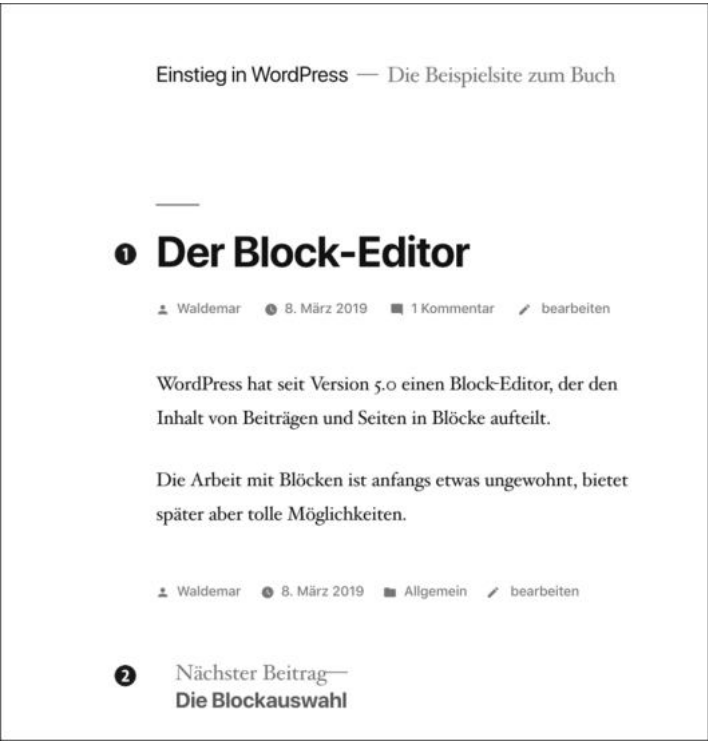 Einstieg in WordPress — Die Beispielsite zum Buch
❶ Der Block-Editor
Waldemar 8. März 2019 1 Kommentar bearbeiten
WordPress hat seit Version 5.0 einen Block-Editor, der den
Inhalt von Beiträgen und Seiten in Blöcke aufteilt.
Die Arbeit mit Blöcken ist anfangs etwas ungewohnt, bietet
später aber tolle Möglichkeiten.
Waldemar 8. März 2019 Allgemein bearbeiten
❷ Nächster Beitrag—
Die Blockauswahl